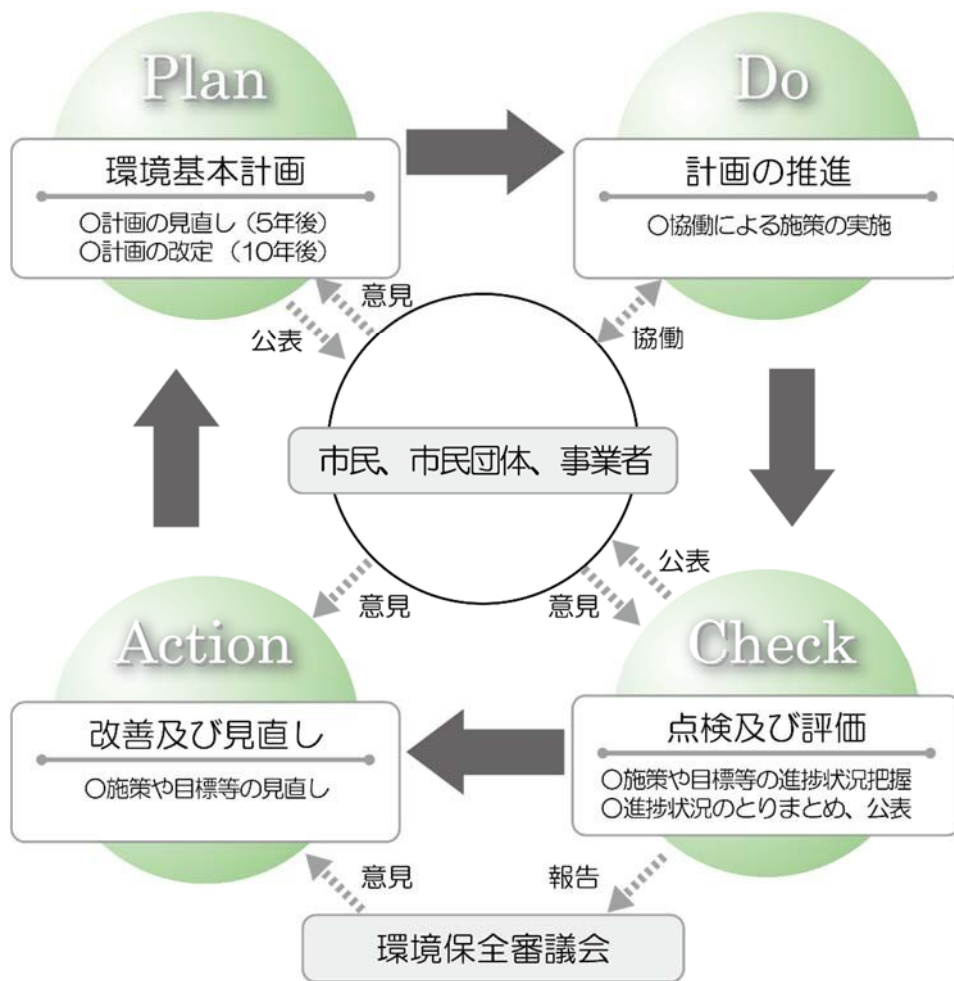 Plan
環境基本計画
○計画の見直し（5年後）
○計画の改定 （10年後）
Do
計画の推進
○協働による施策の実施
意見
公表
協働
市民、市民団体、事業者
意見
意見
公表
Action
改善及び見直し
○施策や目標等の見直し
Check
点検及び評価
○施策や目標等の進捗状況把握
○進捗状況のとりまとめ、公表
意見
報告
環境保全審議会